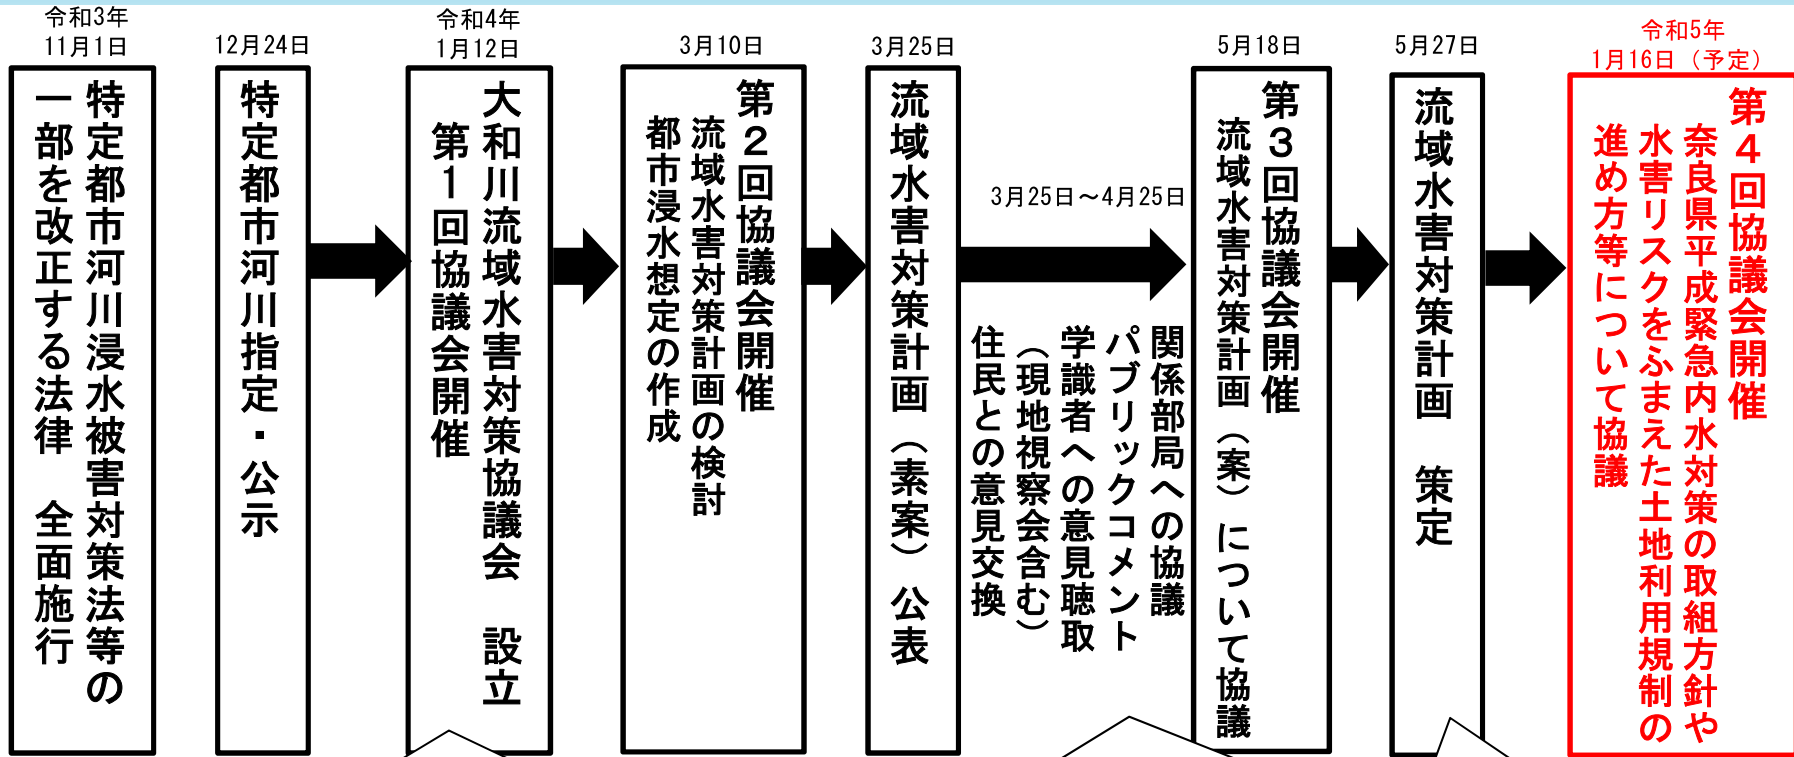 令和3年
11月1日
特定都市河川浸水被害対策法等の
一部を改正する法律　全面施行
12月24日
特定都市河川指定・公示
令和4年
1月12日
大和川流域水害対策協議会　設立
第1回協議会開催
3月10日
第2回協議会開催
流域水害対策計画の検討
都市浸水想定の作成
3月25日
流域水害対策計画（素案）公表
3月25日～4月25日
関係部局への協議
パブリックコメント
学識者への意見聴取
（現地視察会含む）
住民との意見交換
5月18日
第3回協議会開催
流域水害対策計画（案）について協議
5月27日
流域水害対策計画　策定
令和5年
1月16日（予定）
第4回協議会開催
奈良県平成緊急内水対策の取組方針や
水害リスクをふまえた土地利用規制の
進め方等について協議